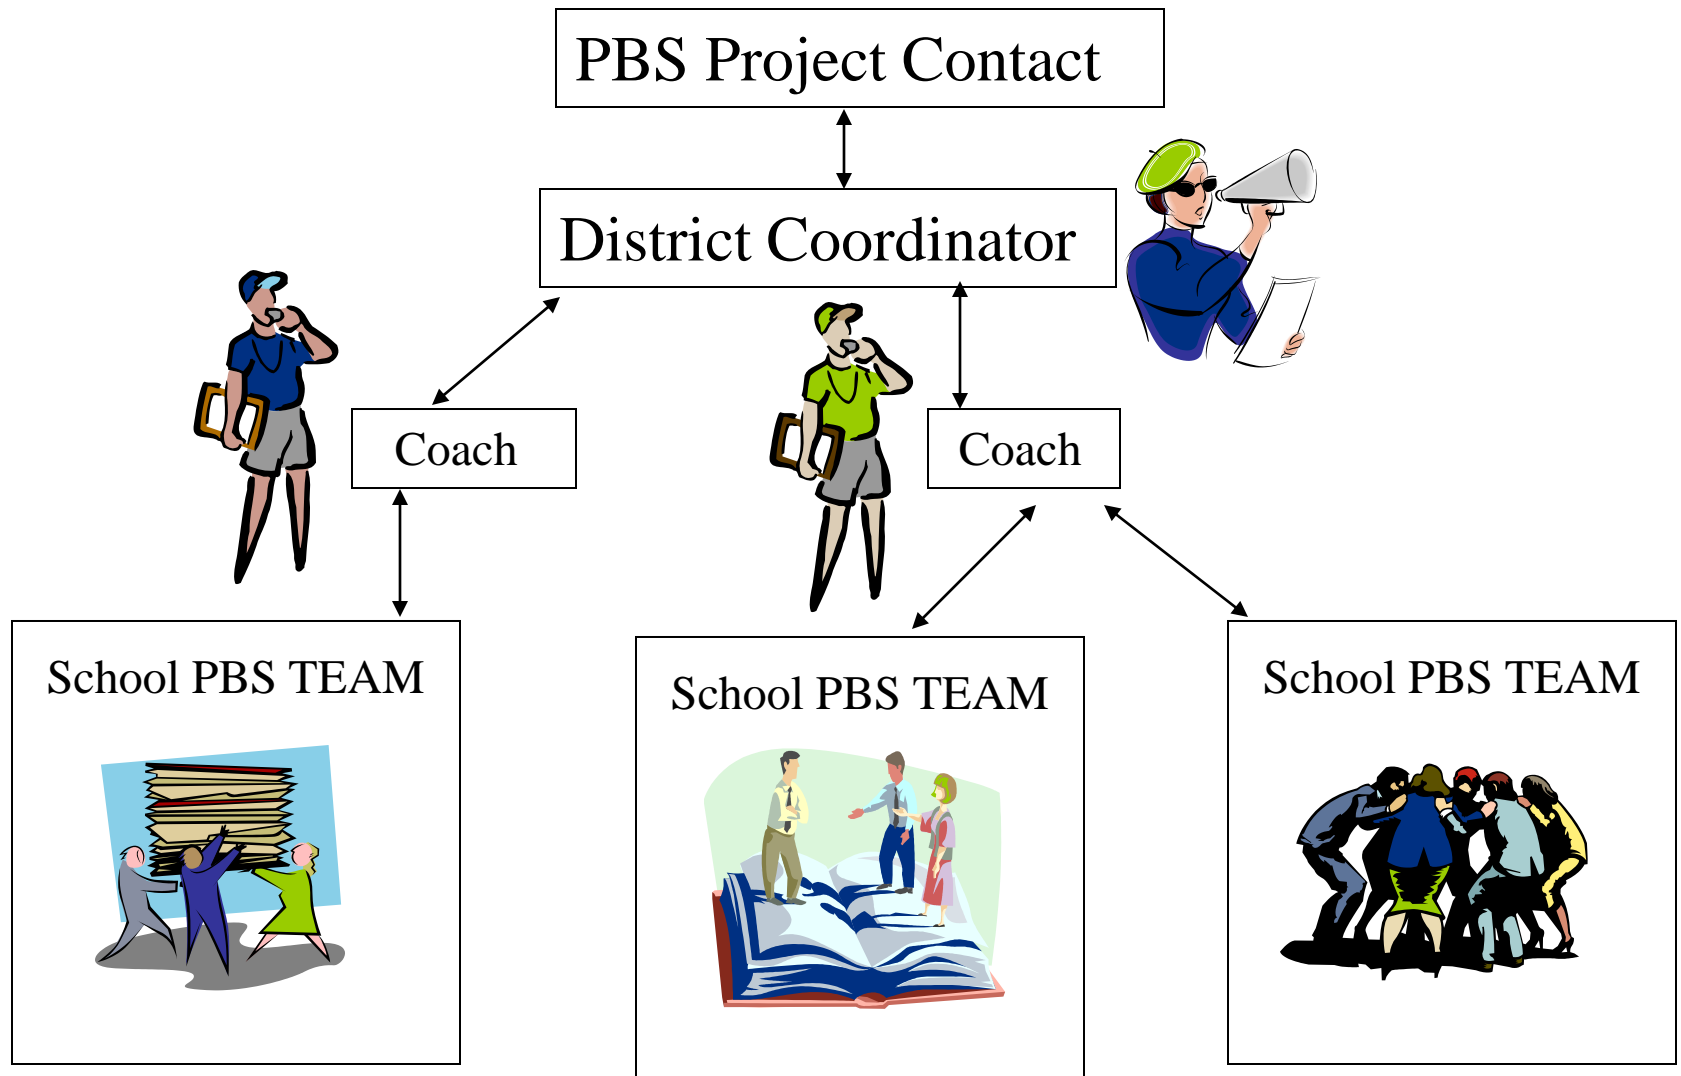 PBS Project Contact
District Coordinator
Coach
Coach
School PBS TEAM
School PBS TEAM
School PBS TEAM